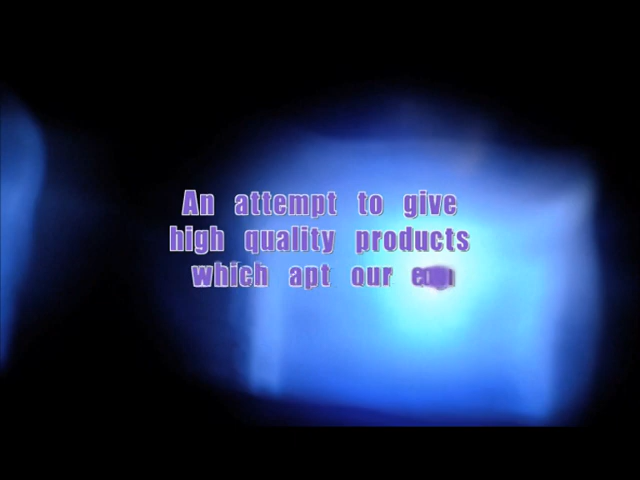 An attempt to give
high quality products
which apt our